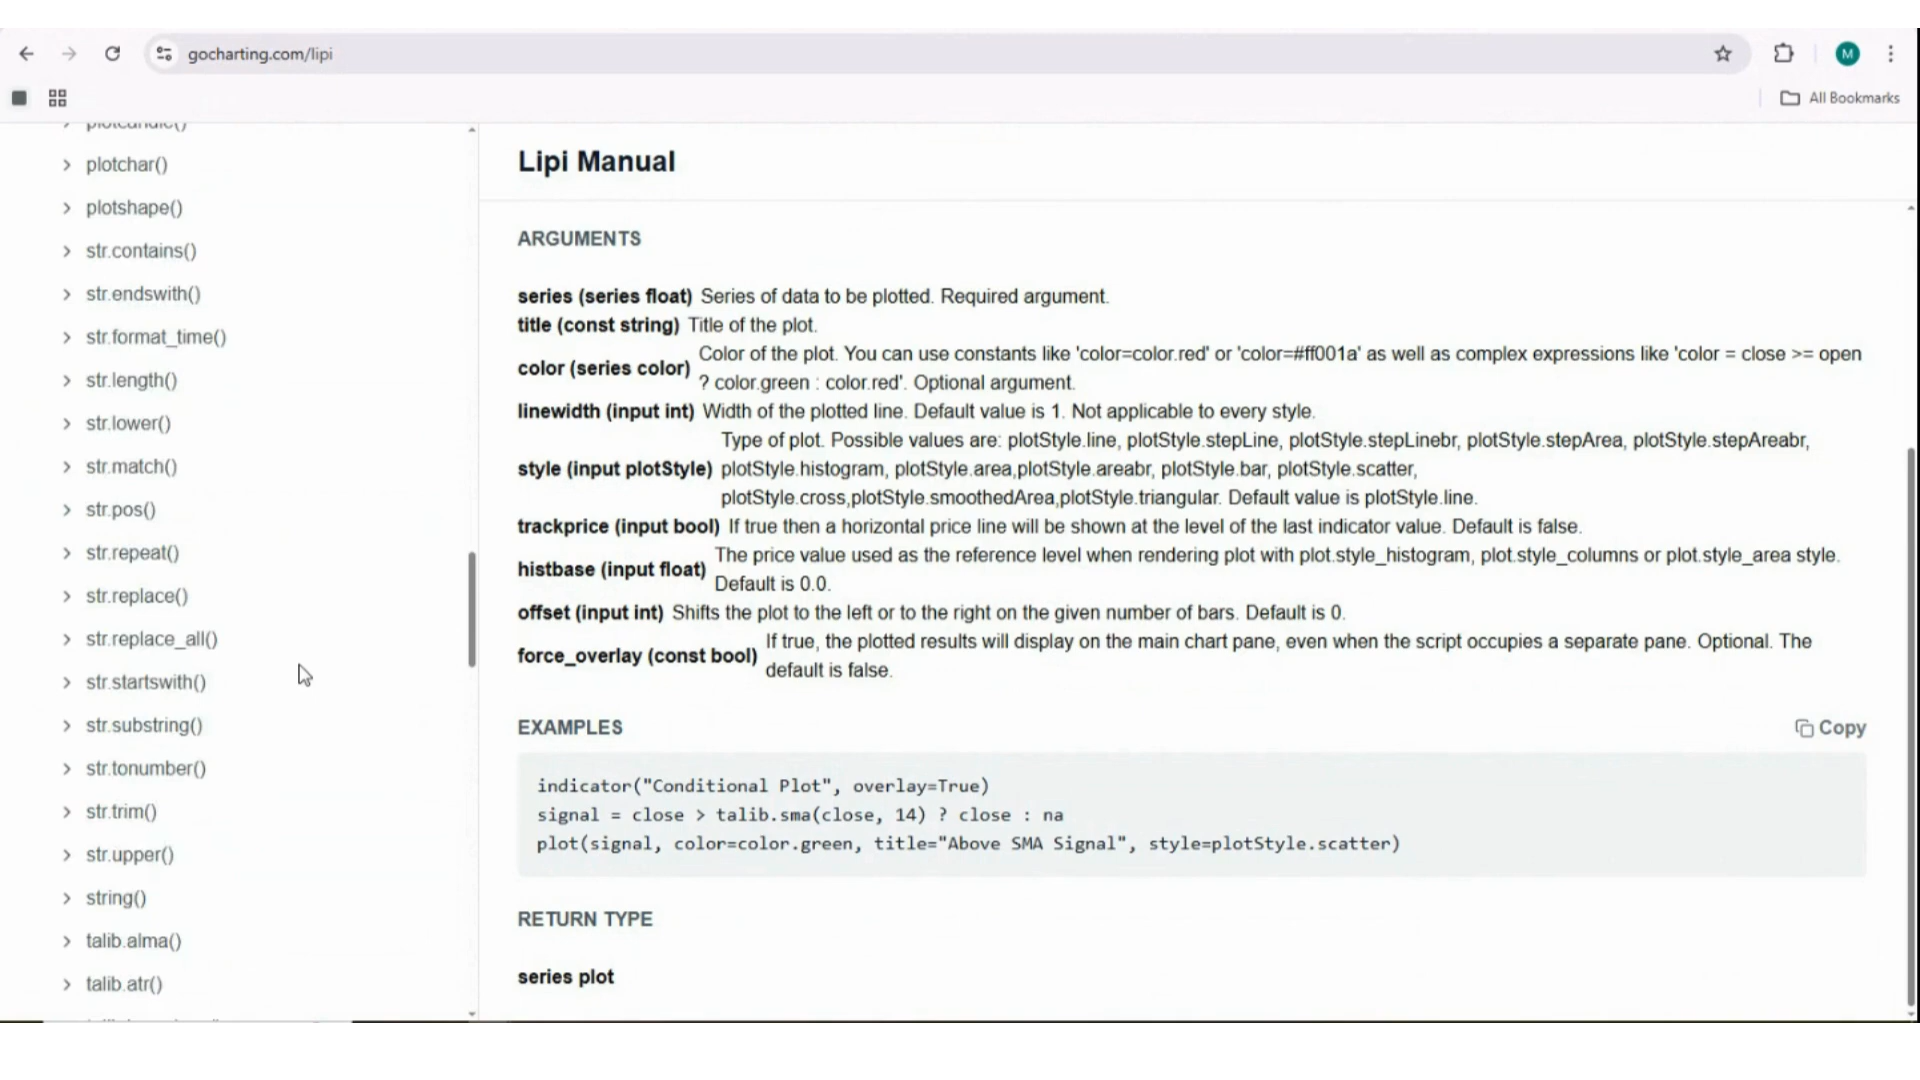 gocharting.com/lipi
M
All Bookmarks
plotcandle()
plotchar()
plotshape()
str.contains()
str.endswith()
str.format_time()
str.length()
str.lower()
str.match()
str.pos()
str.repeat()
str.replace()
str.replace_all()
str.startswith()
str.substring()
str.tonumber()
str.trim()
str.upper()
string()
talib.alma()
talib.atr()
Lipi Manual
ARGUMENTS
series (series float) Series of data to be plotted. Required argument.
title (const string) Title of the plot.
color (series color) Color of the plot. You can use constants like 'color=color.red' or 'color=#ff001a' as well as complex expressions like 'color = close >= open
? color.green : color.red'. Optional argument.
linewidth (input int) Width of the plotted line. Default value is 1. Not applicable to every style.
Type of plot. Possible values are: plotStyle.line, plotStyle.stepLine, plotStyle.stepLinebr, plotStyle.stepArea, plotStyle.stepAreabr,
style (input plotStyle) plotStyle.histogram, plotStyle.area,plotStyle.areabr, plotStyle.bar, plotStyle.scatter,
plotStyle.cross,plotStyle.smoothedArea,plotStyle.triangular. Default value is plotStyle.line.
trackprice (input bool) If true then a horizontal price line will be shown at the level of the last indicator value. Default is false.
histbase (input float) The price value used as the reference level when rendering plot with plot.style_histogram, plot.style_columns or plot.style_area style.
Default is 0.0.
offset (input int) Shifts the plot to the left or to the right on the given number of bars. Default is 0.
force_overlay (const bool) If true, the plotted results will display on the main chart pane, even when the script occupies a separate pane. Optional. The
default is false.
EXAMPLES
Copy
indicator("Conditional Plot", overlay=True)
signal = close > talib.sma(close, 14) ? close : na
plot(signal, color=color.green, title="Above SMA Signal", style=plotStyle.scatter)
RETURN TYPE
series plot